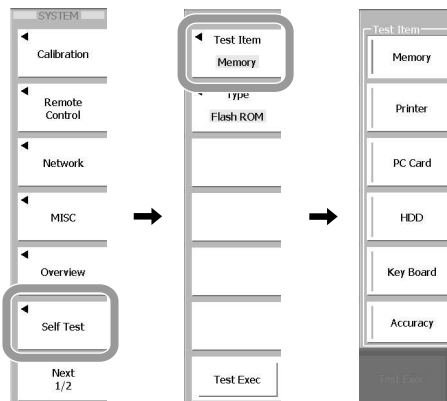 SYSTEM
Calibration
Remote
Control
Network
MISC
Overview
Self Test
Next
1/2
Test Item
Memory
Type
Flash ROM
Test Exec
Test Item
Memory
Printer
PC Card
HDD
Key Board
Accuracy
Test Exec